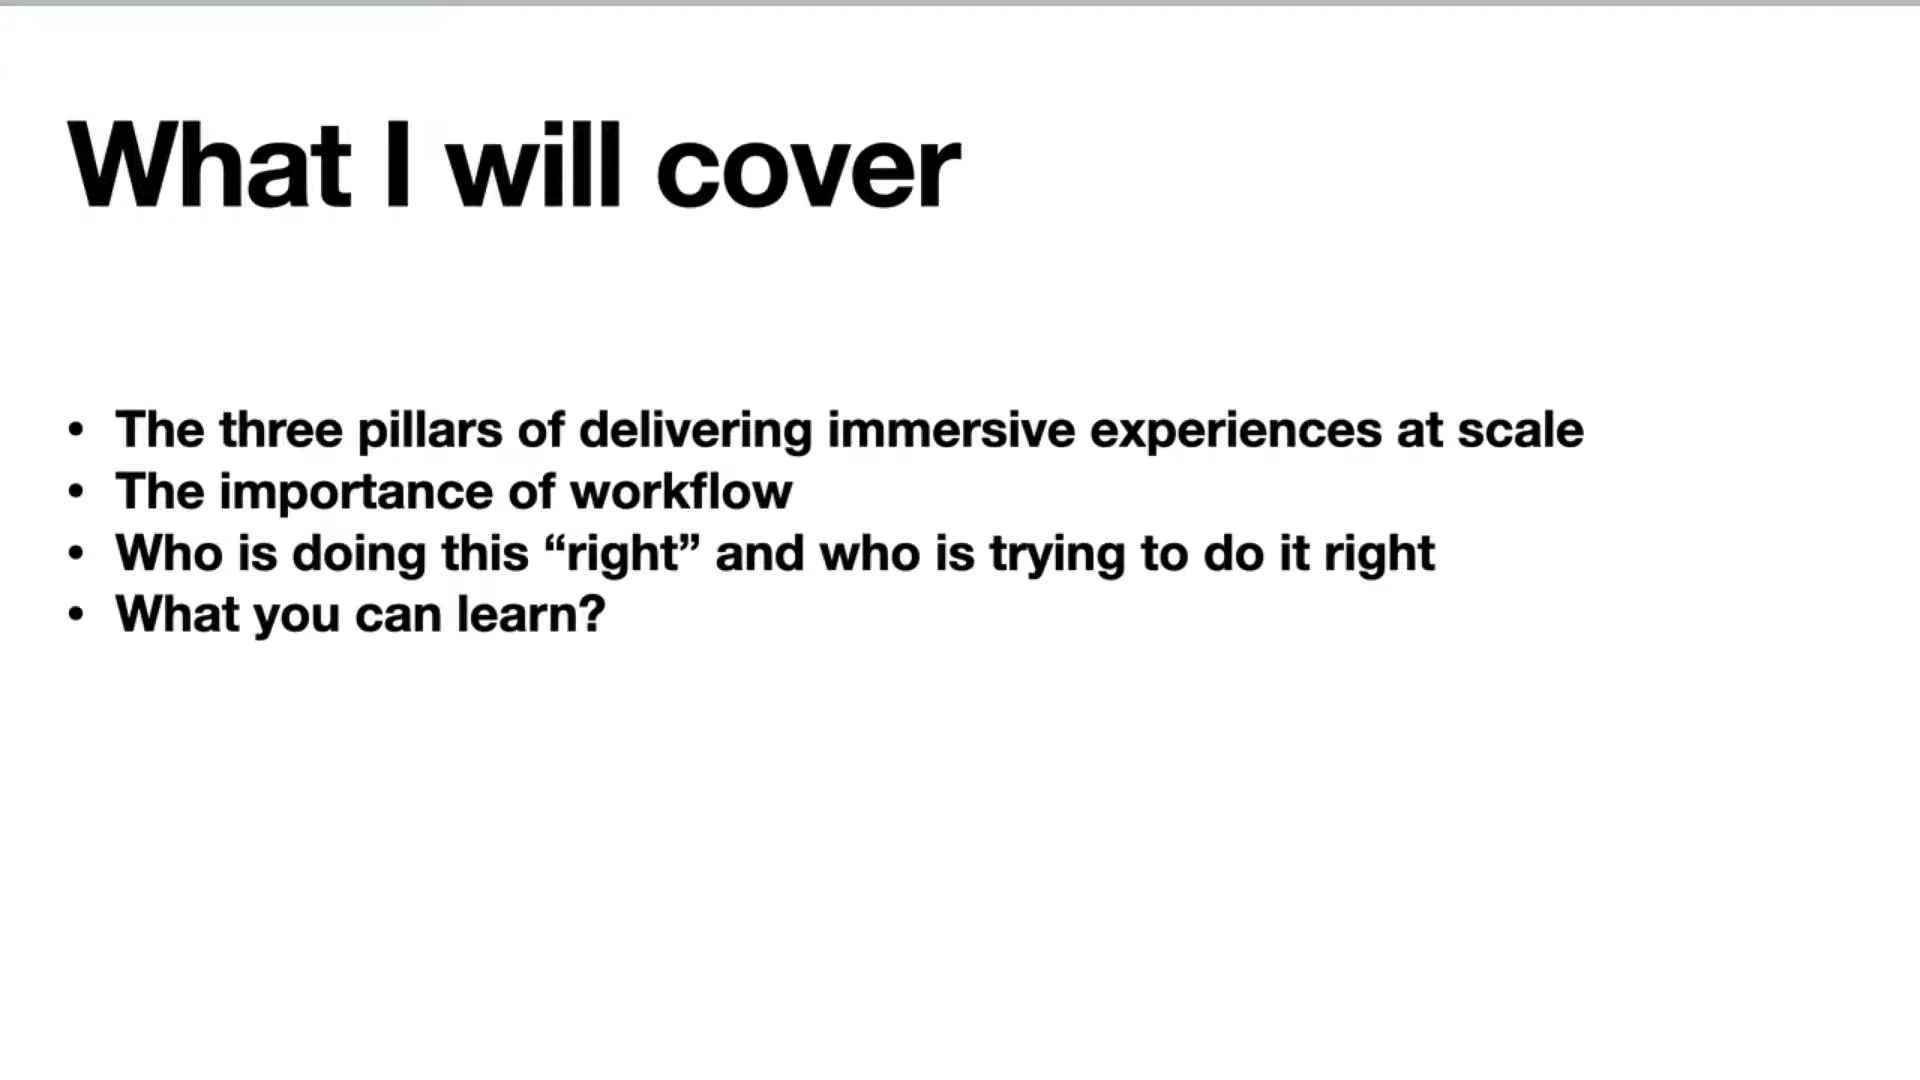 What I will cover
• The three pillars of delivering immersive experiences at scale
• The importance of workflow
• Who is doing this “right” and who is trying to do it right
• What you can learn?